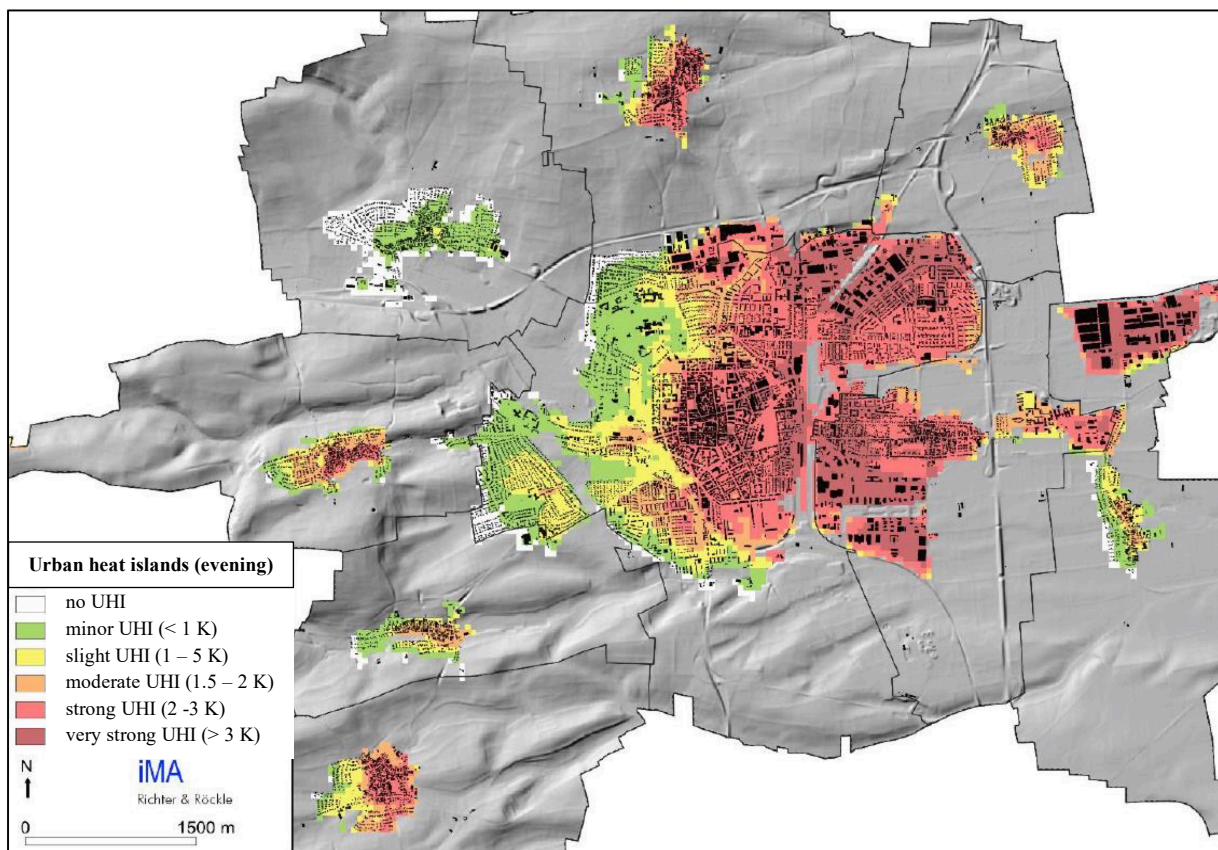 Urban heat islands (evening)
no UHI
minor UHI (< 1 K)
slight UHI (1 – 5 K)
moderate UHI (1.5 – 2 K)
strong UHI (2 -3 K)
very strong UHI (> 3 K)
N
iMA
Richter & Röckle
0 1500 m